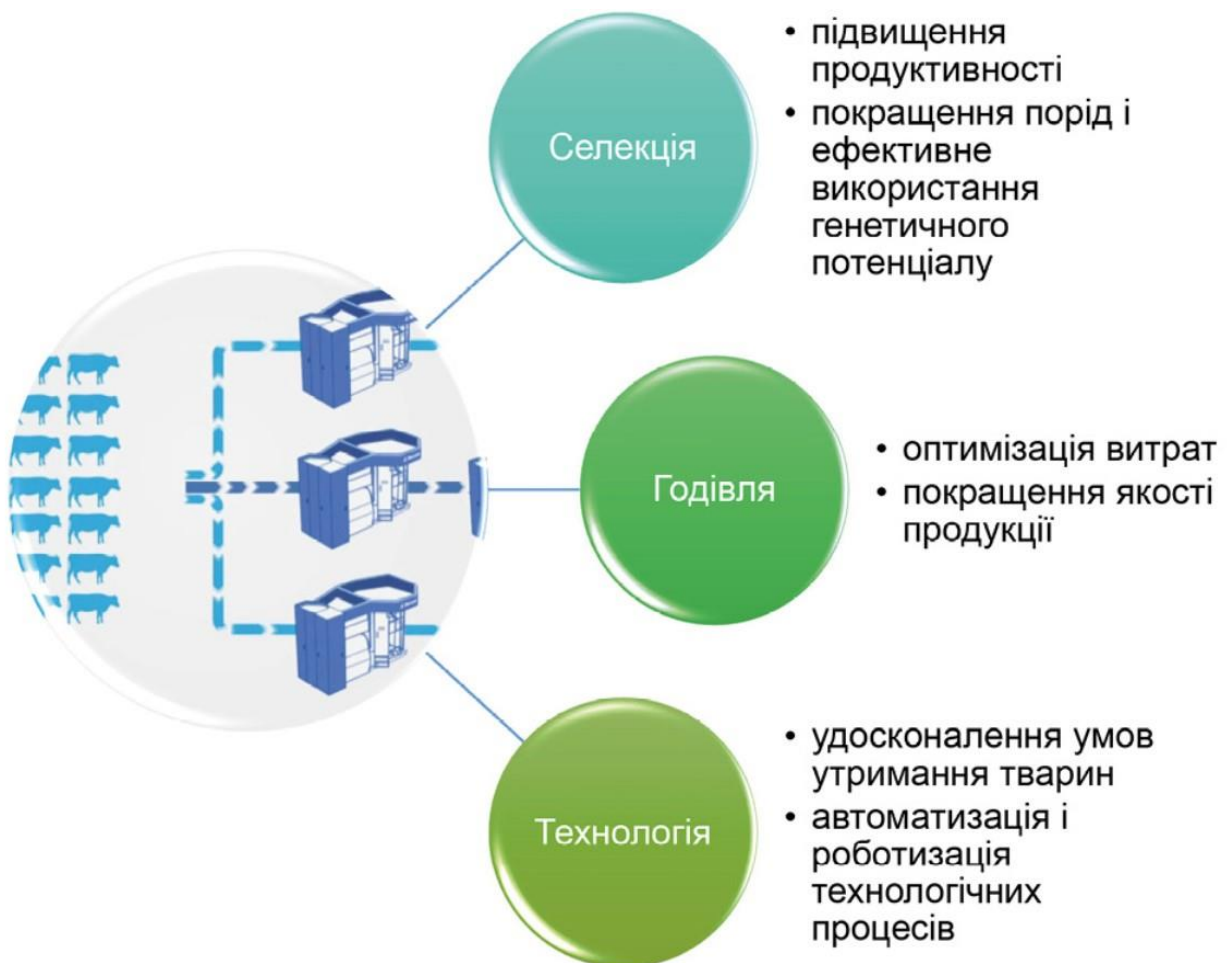 Селекція
• підвищення
продуктивності
• покращення порід і
ефективне
використання
генетичного
потенціалу
Годівля
• оптимізація витрат
• покращення якості
продукції
Технологія
• удосконалення умов
утримання тварин
• автоматизація і
роботизація
технологічних
процесів